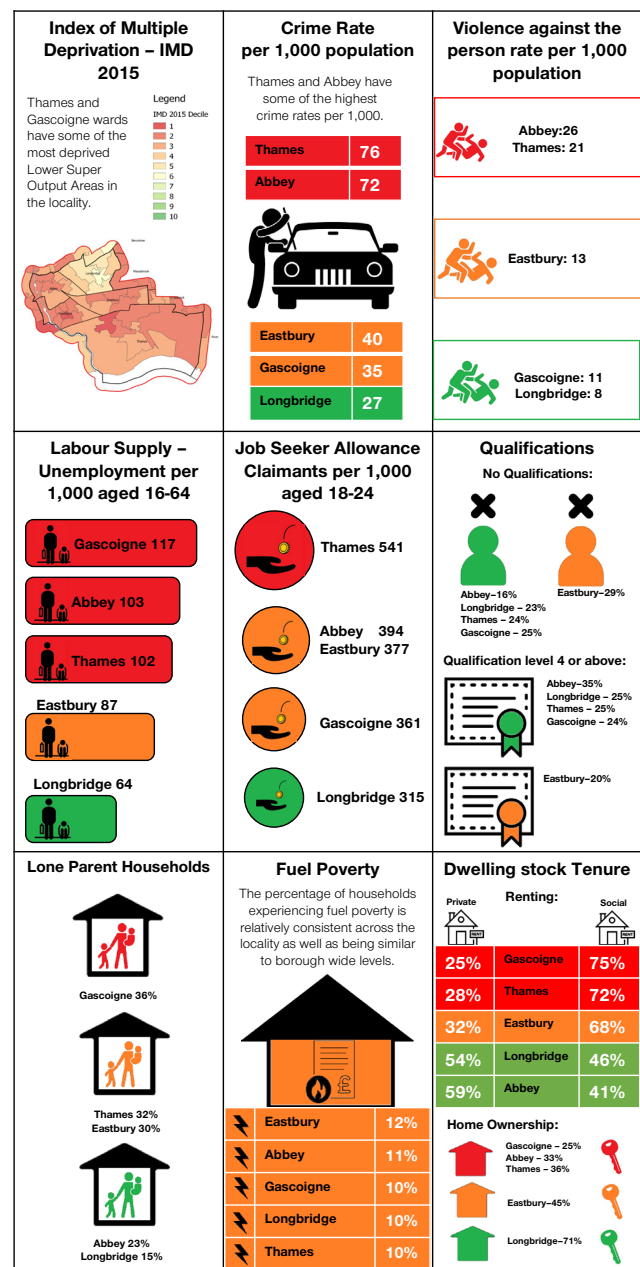 Index of Multiple
Deprivation – IMD
2015
Thames and
Gascoigne wards
have some of the
most deprived
Lower Super
Output Areas in
the locality.
Legend
IMD 2015 Decile
1
2
3
4
5
6
7
8
9
10
Crime Rate
per 1,000 population
Thames and Abbey have
some of the highest
crime rates per 1,000.
Thames 76
Abbey 72
Eastbury 40
Gascoigne 35
Longbridge 27
Violence against the
person rate per 1,000
population
Abbey:26
Thames: 21
Eastbury: 13
Gascoigne: 11
Longbridge: 8
Labour Supply –
Unemployment per
1,000 aged 16-64
Gascoigne 117
Abbey 103
Thames 102
Eastbury 87
Longbridge 64
Job Seeker Allowance
Claimants per 1,000
aged 18-24
Thames 541
Abbey 394
Eastbury 377
Gascoigne 361
Longbridge 315
Qualifications
No Qualifications:
Abbey–16%
Longbridge – 23%
Thames – 24%
Gascoigne – 25%
Eastbury–29%
Qualification level 4 or above:
Abbey–35%
Longbridge – 25%
Thames – 25%
Gascoigne – 24%
Eastbury–20%
Lone Parent Households
Gascoigne 36%
Thames 32%
Eastbury 30%
Abbey 23%
Longbridge 15%
Fuel Poverty
The percentage of households
experiencing fuel poverty is
relatively consistent across the
locality as well as being similar
to borough wide levels.
£
Eastbury 12%
Abbey 11%
Gascoigne 10%
Longbridge 10%
Thames 10%
Dwelling stock Tenure
Private Renting: Social
RENT RENT
25% Gascoigne 75%
28% Thames 72%
32% Eastbury 68%
54% Longbridge 46%
59% Abbey 41%
Home Ownership:
Gascoigne – 25%
Abbey – 33%
Thames – 36%
Eastbury–45%
Longbridge–71%